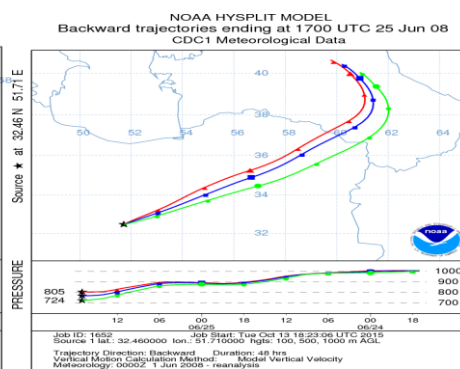 NOAA HYSPLIT MODEL
Backward trajectories ending at 1700 UTC 25 Jun 08
CDC1 Meteorological Data
Source ★ at 32.46 N 51.71 E
40
38
36
34
32
50 52 54 56 58 60 62 64
noaa
PRESSURE
805
724
1000
900
800
700
12 06 00 18 12 06 00 18
06/25 06/24
Job ID: 1652 Job Start: Tue Oct 13 18:23:06 UTC 2015
Source 1 lat.: 32.460000 lon.: 51.710000 hgts: 100, 500, 1000 m AGL
Trajectory Direction: Backward Duration: 48 hrs
Vertical Motion Calculation Method: Model Vertical Velocity
Meteorology: 0000Z 1 Jun 2008 - reanalysis